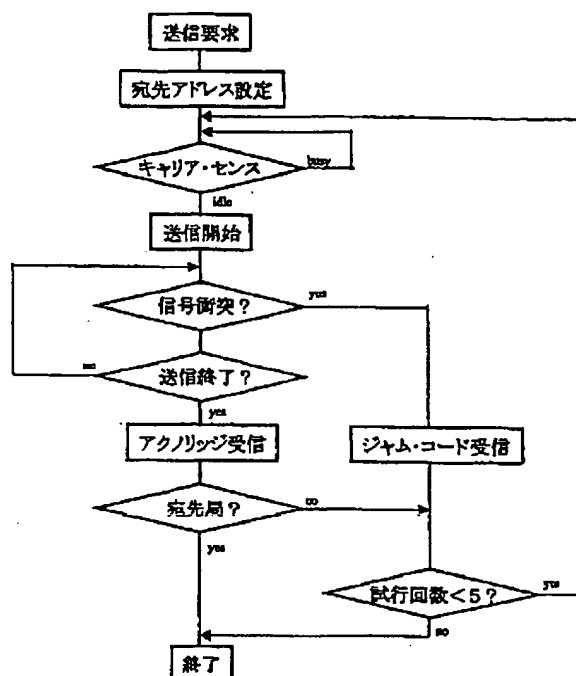 送信要求
宛先アドレス設定
キャリア・センス
busy
idle
送信開始
信号衝突?
yes
no
送信終了?
yes
アクノリッジ受信
ジャム・コード受信
宛先局?
no
yes
試行回数<5?
yes
no
終了